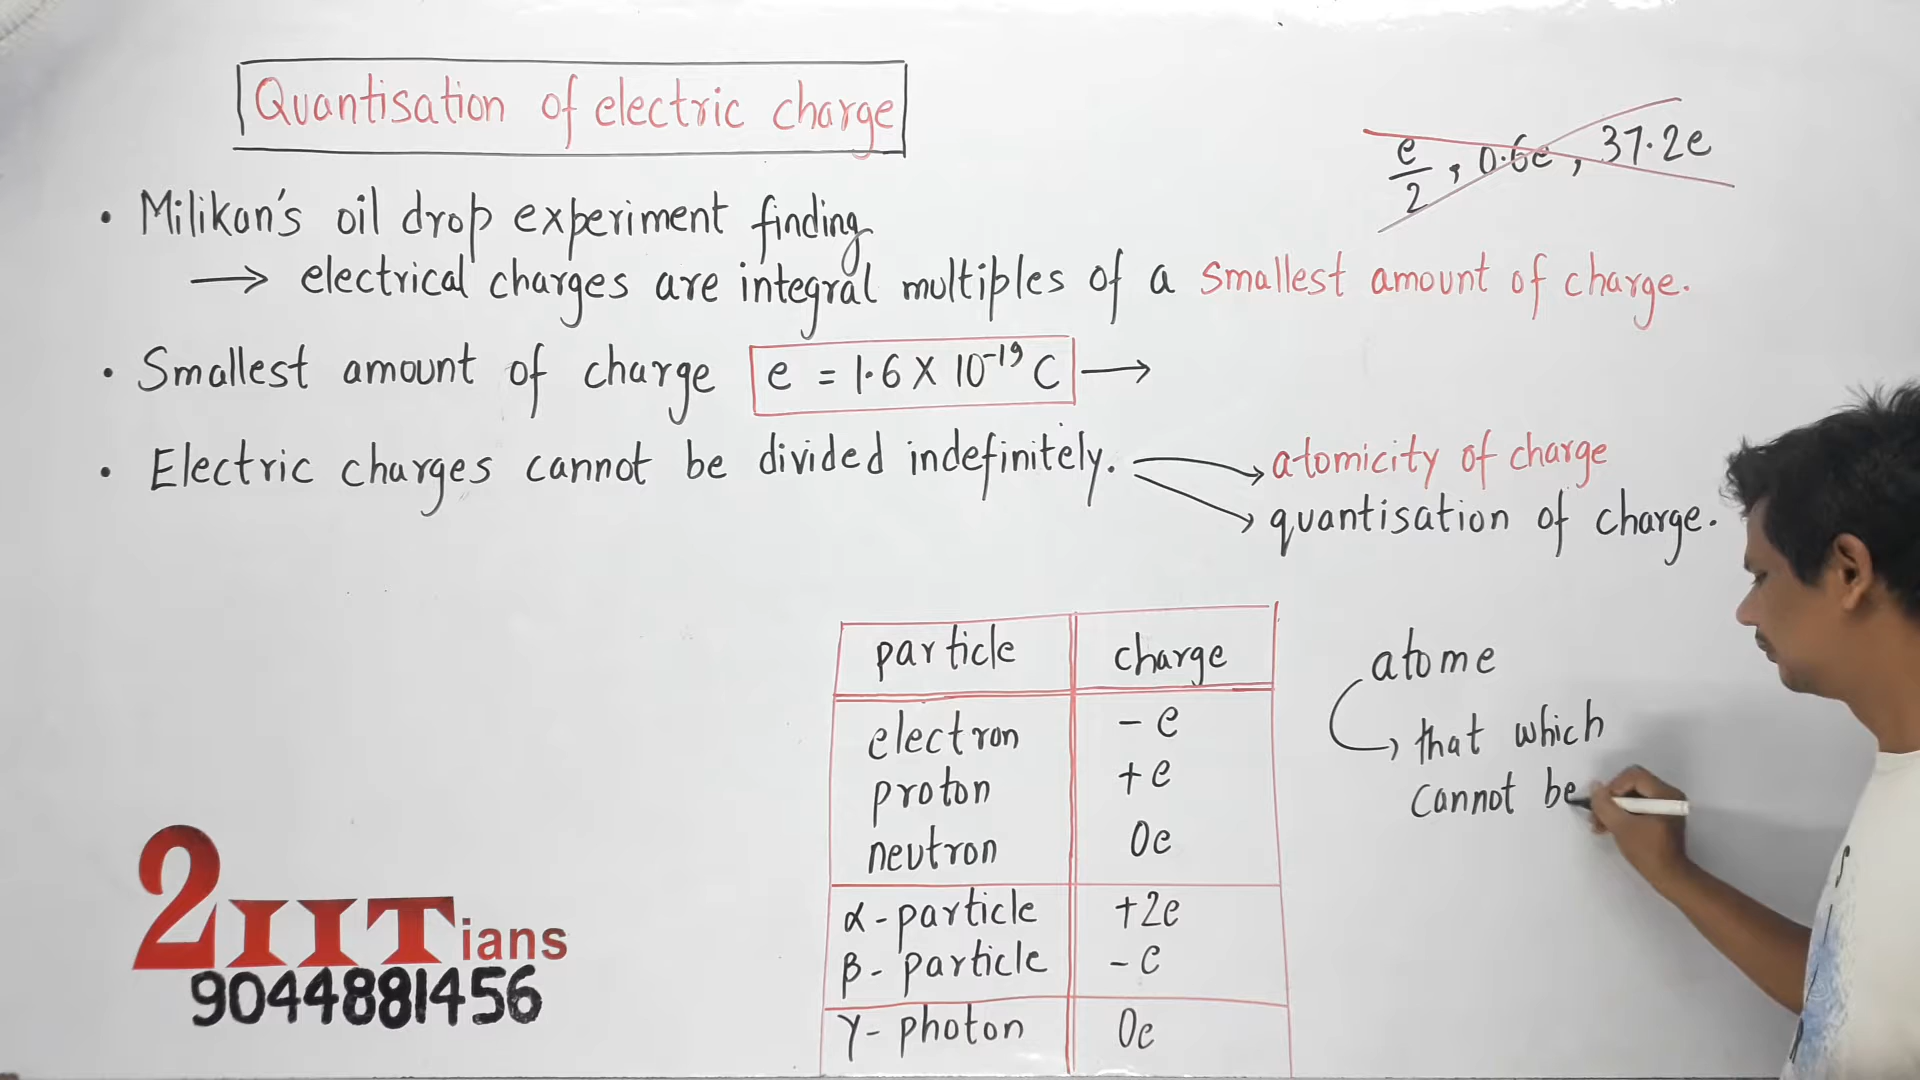 Quantisation of electric charge
e/2, 0.6e, 37.2e
• Milikan's oil drop experiment finding
→ electrical charges are integral multiples of a smallest amount of charge.
• Smallest amount of charge e = 1.6 X 10⁻¹⁹ C →
• Electric charges cannot be divided indefinitely. → atomicity of charge
→ quantisation of charge.
particle charge
electron - e
proton + e
neutron 0e
α - particle +2e
β - particle - e
γ - photon 0e
atome
→ that which
cannot be
2IITians
9044881456